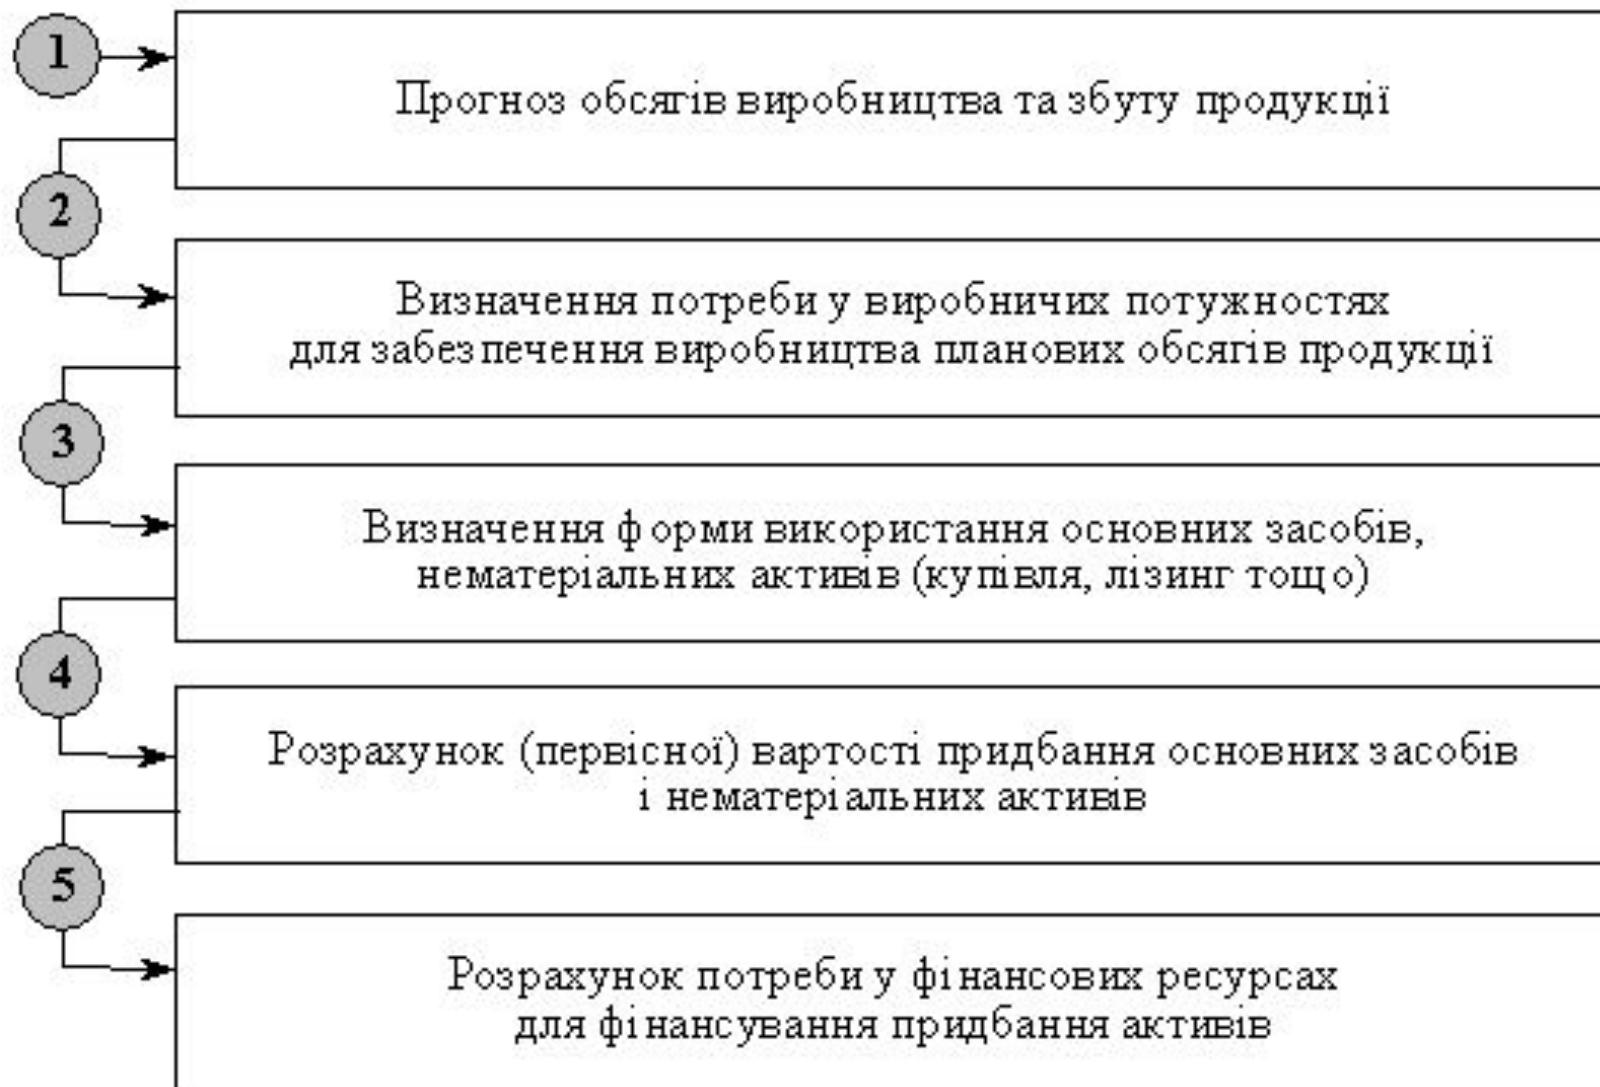 1
Прогноз обсягів виробництва та збуту продукції
2
Визначення потреби у виробничих потужностях
для забезпечення виробництва планових обсягів продукції
3
Визначення форми використання основних засобів,
нематеріальних активів (купівля, лізинг тощо)
4
Розрахунок (первісної) вартості придбання основних засобів
і нематеріальних активів
5
Розрахунок потреби у фінансових ресурсах
для фінансування придбання активів